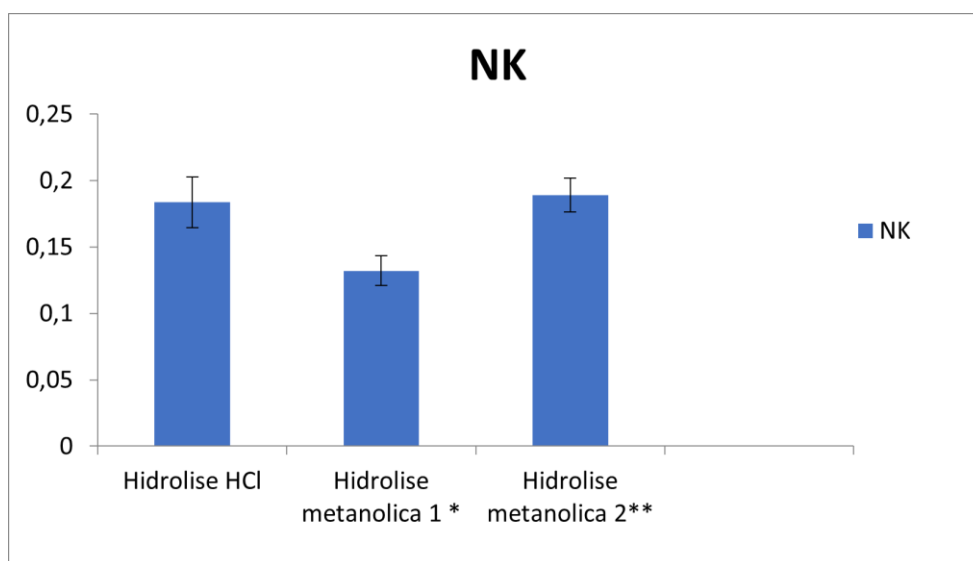 NK
0,25
0,2
0,15
0,1
0,05
0
NK
Hidrolise HCl
Hidrolise
metanolica 1 *
Hidrolise
metanolica 2**